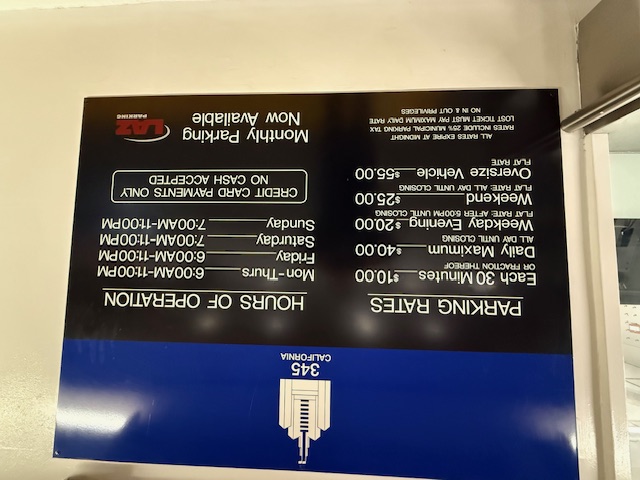 345
CALIFORNIA
PARKING RATES
Each 30 Minutes $10.00
OR FRACTION THEREOF
Daily Maximum $40.00
ALL DAY UNTIL CLOSING
Weekday Evening $20.00
FLAT RATE: AFTER 5:00PM UNTIL CLOSING
Weekend $25.00
FLAT RATE: ALL DAY UNTIL CLOSING
Oversize Vehicle $55.00
FLAT RATE
ALL RATES EXPIRE AT MIDNIGHT
RATES INCLUDE 25% MUNICIPAL PARKING TAX
LOST TICKET MUST PAY MAXIMUM DAILY RATE
NO IN & OUT PRIVILEGES
HOURS OF OPERATION
Mon-Thurs 6:00AM-11:00PM
Friday 6:00AM-11:00PM
Saturday 7:00AM-11:00PM
Sunday 7:00AM-11:00PM
CREDIT CARD PAYMENTS ONLY
NO CASH ACCEPTED
Monthly Parking
Now Available
LAZ
PARKING